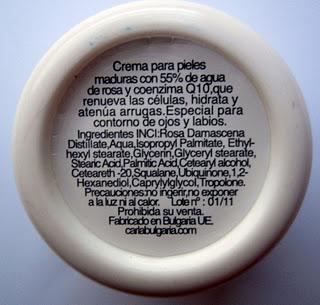 Crema para pieles
maduras con 55% de agua
de rosa y coenzima Q10,que
renueva las células, hidrata y
atenúa arrugas.Especial para
contorno de ojos y labios.
Ingredientes INCI:Rosa Damascena
Distillate,Aqua,Isopropyl Palmitate, Ethyl-
hexyl stearate,Glycerin,Glyceryl stearate,
Stearic Acid,Palmitic Acid,Cetearyl alcohol,
Ceteareth -20,Squalane,Ubiquirone,1,2-
Hexanediol,Caprylylglycol,Tropolone.
Precauciones:no ingerir,no exponer
a la luz ni al calor. Lote nº : 01/11
Prohibida su venta.
Fabricado en Bulgaria UE.
carlabulgaria.com